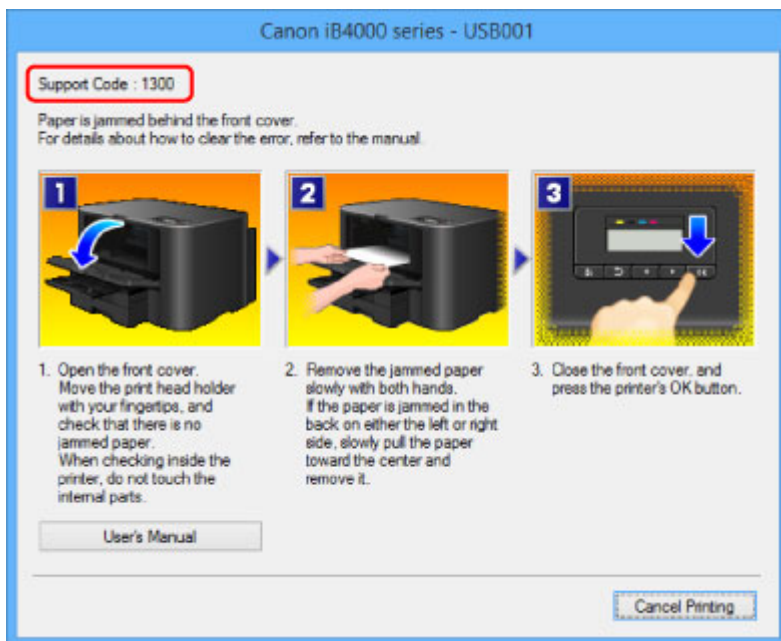 Canon iB4000 series - USB001
Support Code : 1300
Paper is jammed behind the front cover.
For details about how to clear the error, refer to the manual.
1
2
3
1. Open the front cover.
Move the print head holder
with your fingertips, and
check that there is no
jammed paper.
When checking inside the
printer, do not touch the
internal parts.
2. Remove the jammed paper
slowly with both hands.
If the paper is jammed in the
back on either the left or right
side, slowly pull the paper
toward the center and
remove it.
3. Close the front cover, and
press the printer's OK button.
User's Manual
Cancel Printing